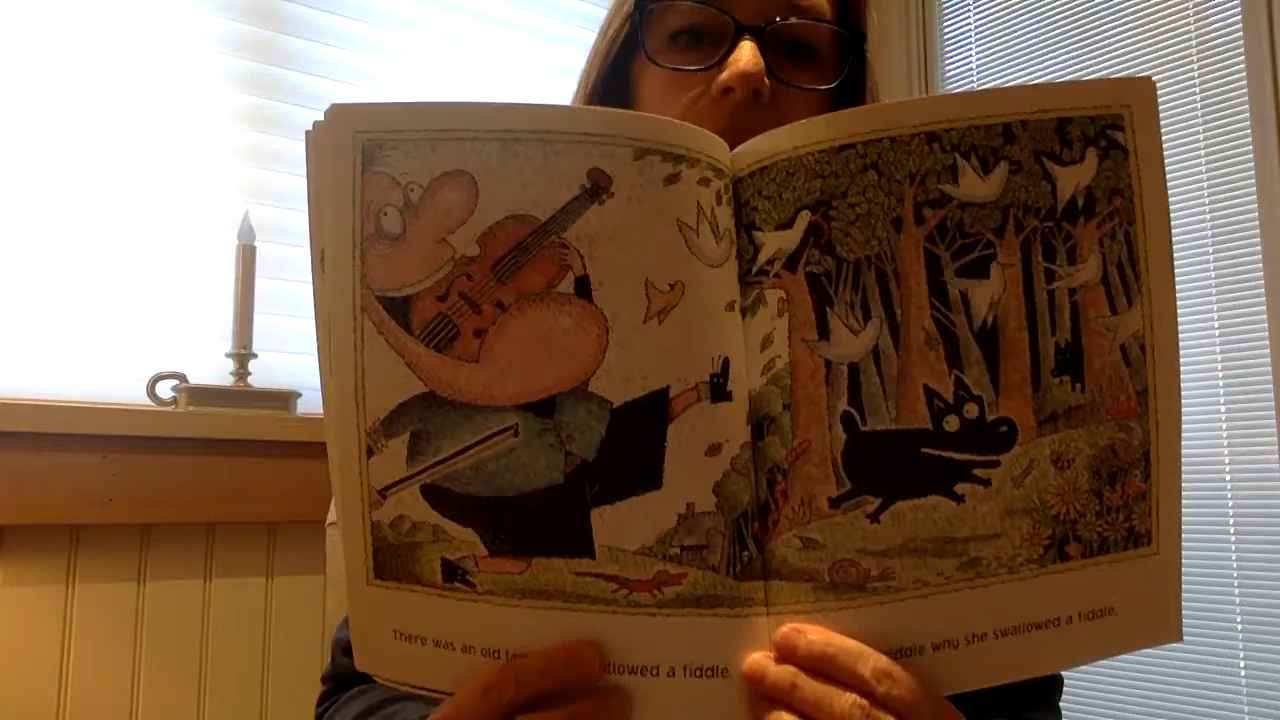 There was an old
allowed a fiddle.
iddle why she swallowed a fiddle.